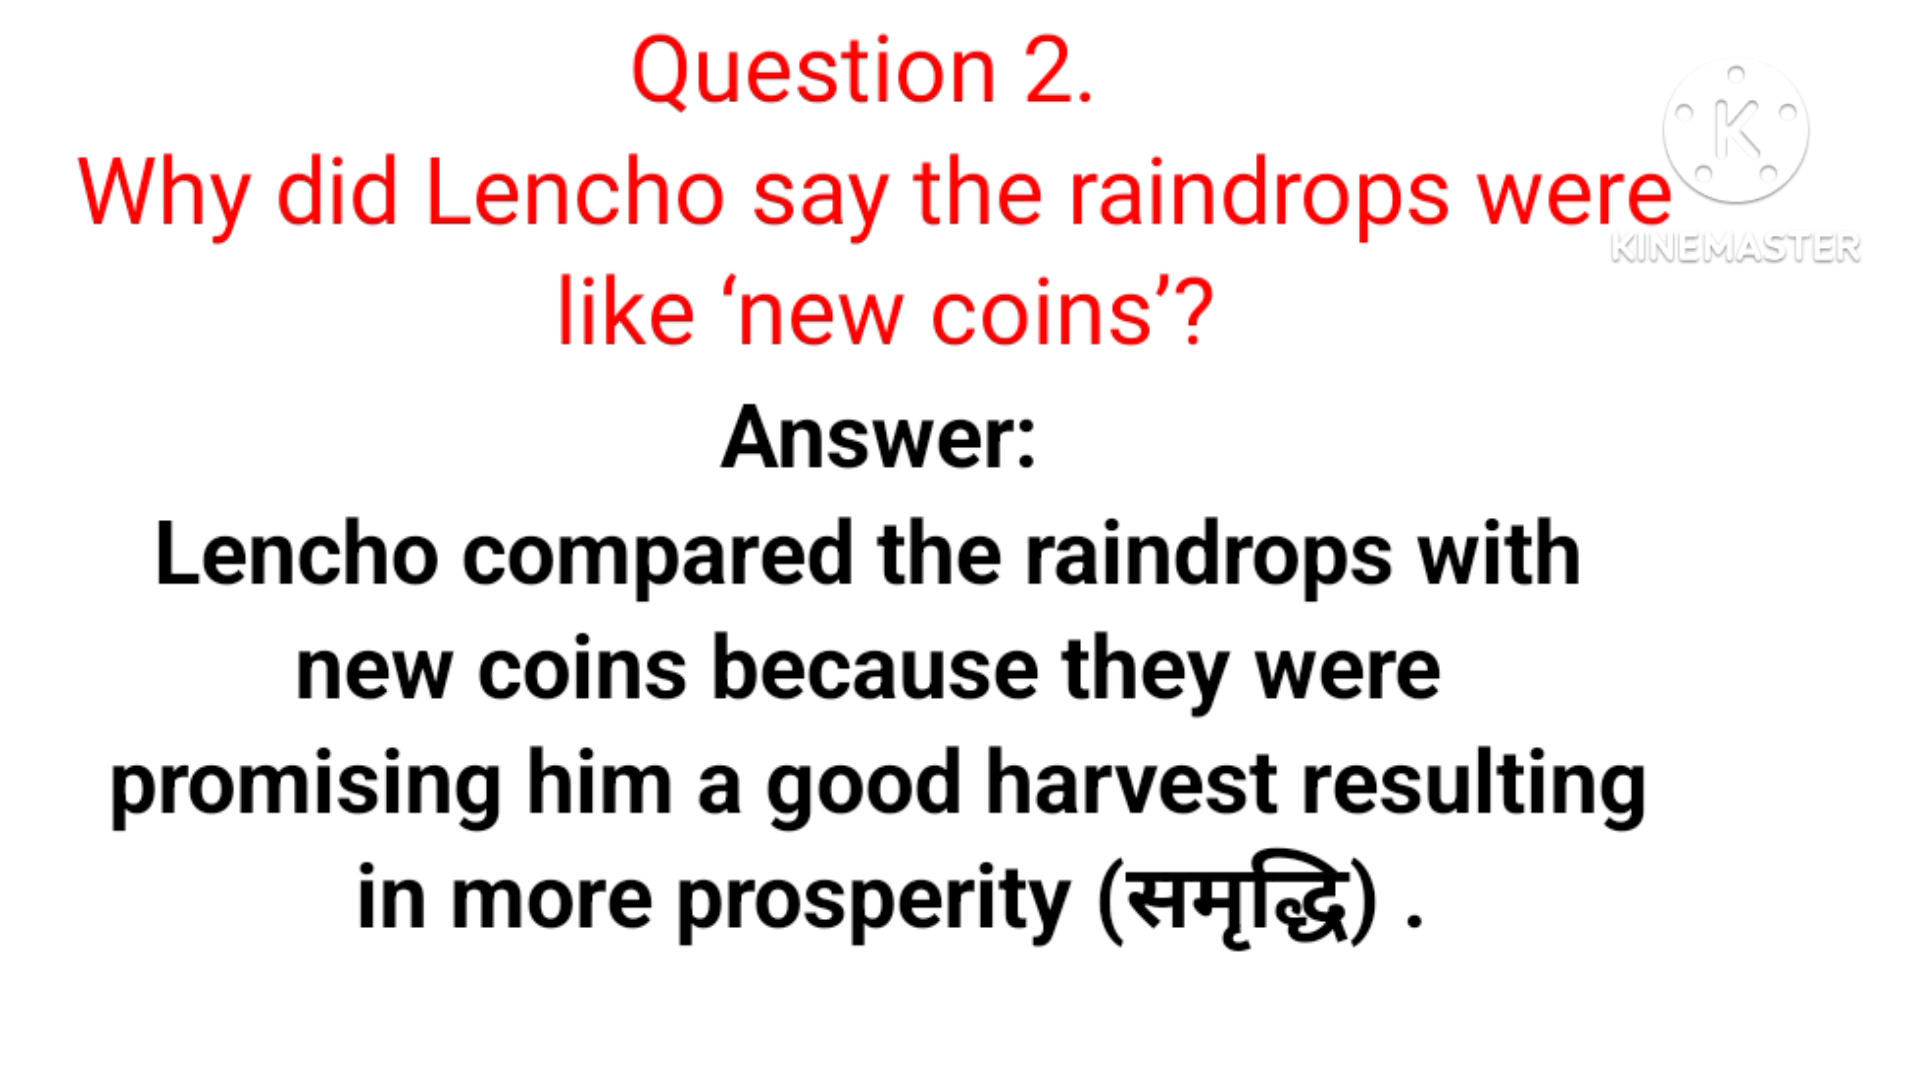 Question 2.
Why did Lencho say the raindrops were
like ‘new coins’?
Answer:
Lencho compared the raindrops with
new coins because they were
promising him a good harvest resulting
in more prosperity (समृद्धि) .
K
KINEMASTER